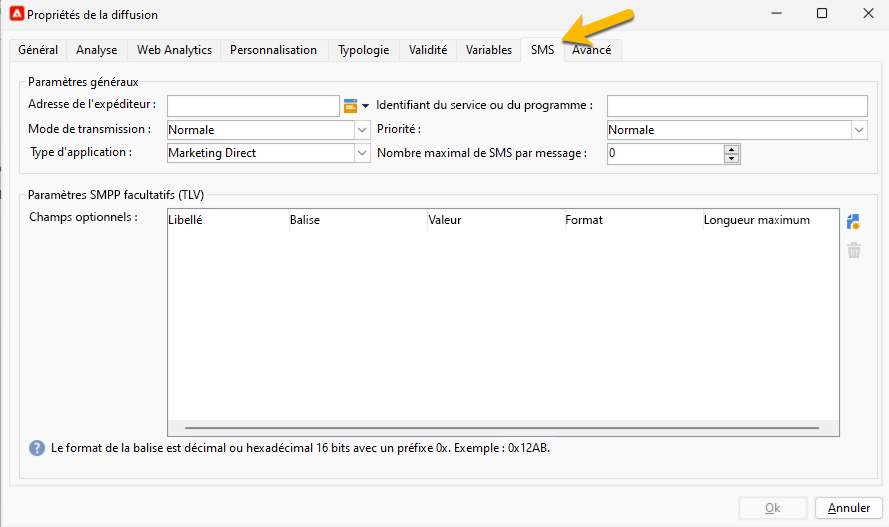 Propriétés de la diffusion
Général Analyse Web Analytics Personnalisation Typologie Validité Variables SMS Avancé
Paramètres généraux
Adresse de l'expéditeur : Identifiant du service ou du programme :
Mode de transmission : Normale Priorité : Normale
Type d'application : Marketing Direct Nombre maximal de SMS par message : 0
Paramètres SMPP facultatifs (TLV)
Champs optionnels : Libellé Balise Valeur Format Longueur maximum
Le format de la balise est décimal ou hexadécimal 16 bits avec un préfixe 0x. Exemple : 0x12AB.
Ok Annuler